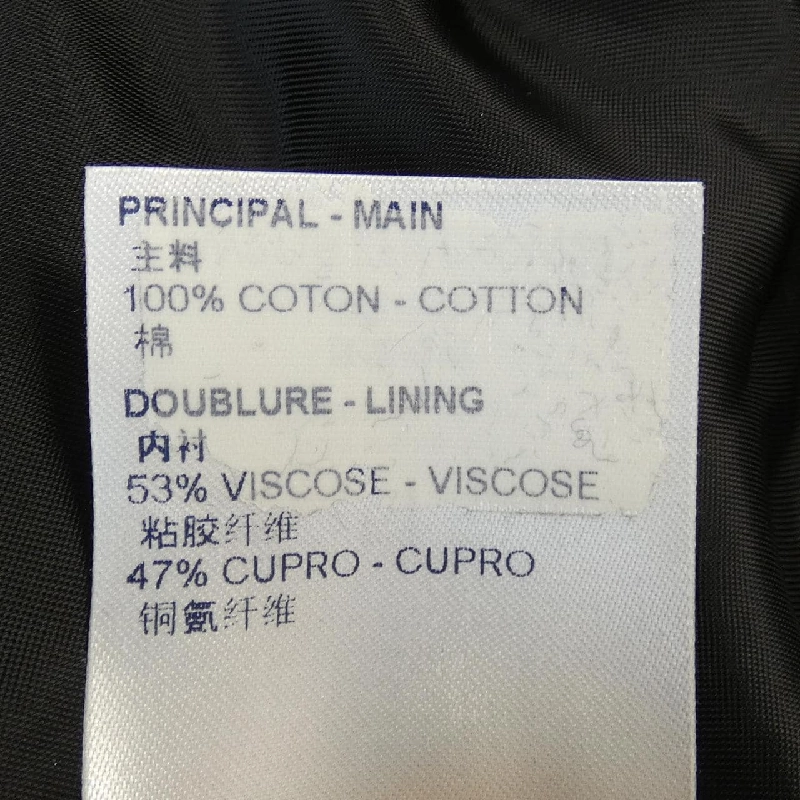 PRINCIPAL - MAIN
主料
100% COTON - COTTON
棉
DOUBLURE - LINING
内衬
53% VISCOSE - VISCOSE
粘胶纤维
47% CUPRO - CUPRO
铜氨纤维